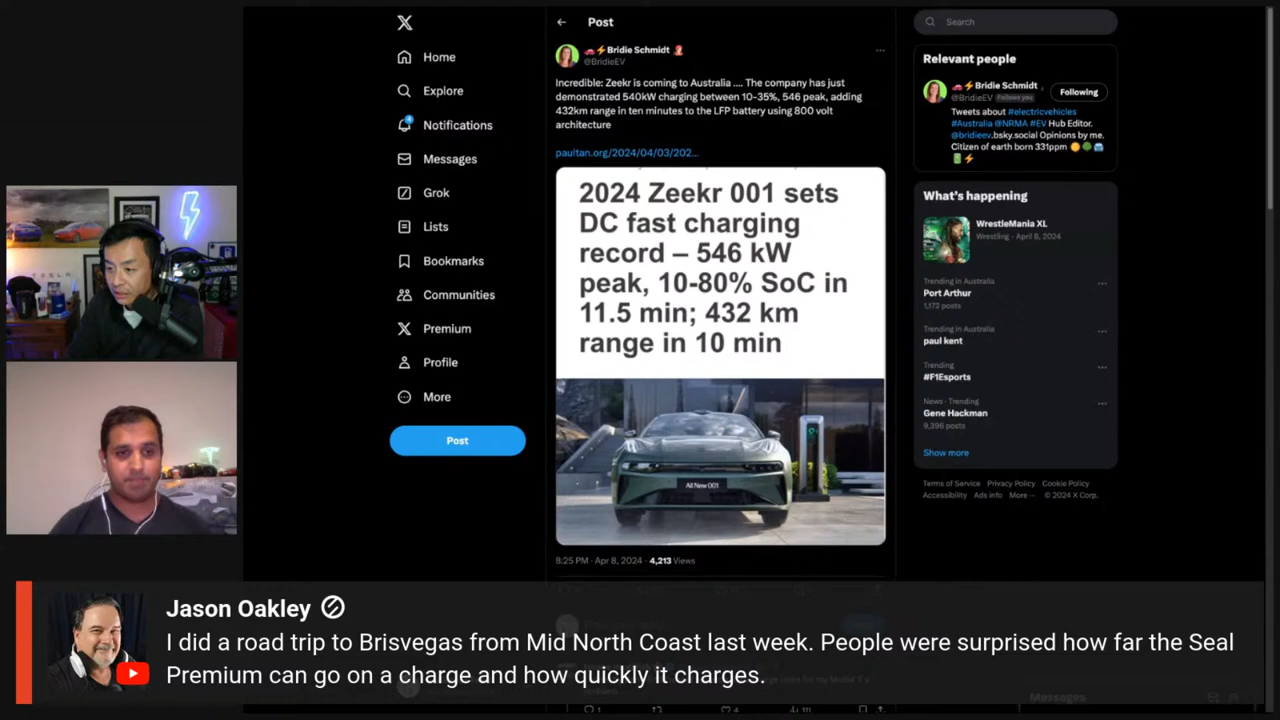 Home
Explore
Notifications
Messages
Grok
Lists
Bookmarks
Communities
Premium
Profile
More
Post
Post
Bridie Schmidt
@BridieEV
Incredible: Zeekr is coming to Australia .... The company has just
demonstrated 540kW charging between 10-35%, 546 peak, adding
432km range in ten minutes to the LFP battery using 800 volt
architecture
paultan.org/2024/04/03/202...
2024 Zeekr 001 sets
DC fast charging
record – 546 kW
peak, 10-80% SoC in
11.5 min; 432 km
range in 10 min
All New 001
8:25 PM · Apr 8, 2024 · 4,213 Views
Search
Relevant people
Bridie Schmidt
@BridieEV Follows you
Following
Tweets about #electricvehicles
#Australia @NRMA #EV Hub Editor.
@bridieev.bsky.social Opinions by me.
Citizen of earth born 331ppm
What's happening
WrestleMania XL
Wrestling · April 8, 2024
Trending in Australia
Port Arthur
1,172 posts
Trending in Australia
paul kent
Trending
#F1Esports
News · Trending
Gene Hackman
9,396 posts
Show more
Terms of Service Privacy Policy Cookie Policy
Accessibility Ads info More ··· © 2024 X Corp.
Messages
Jason Oakley
I did a road trip to Brisvegas from Mid North Coast last week. People were surprised how far the Seal
Premium can go on a charge and how quickly it charges.